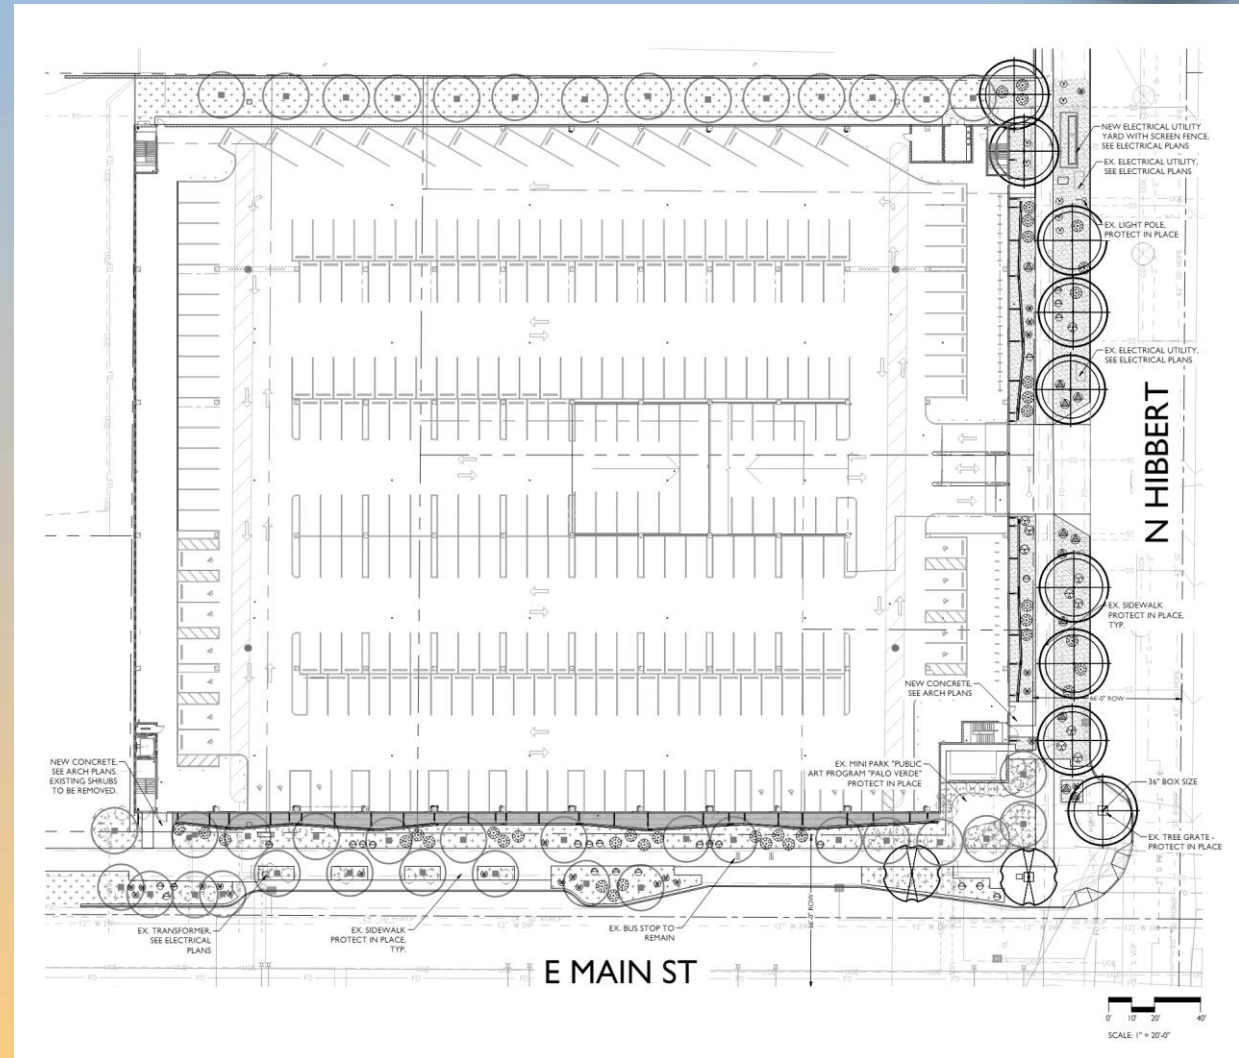 NEW ELECTRICAL UTILITY
YARD WITH SCREEN FENCE,
SEE ELECTRICAL PLANS
EX. ELECTRICAL UTILITY,
SEE ELECTRICAL PLANS
EX. LIGHT POLE,
PROTECT IN PLACE
EX. ELECTRICAL UTILITY,
SEE ELECTRICAL PLANS
N HIBBERT
EX. SIDEWALK
PROTECT IN PLACE,
TYP.
NEW CONCRETE,
SEE ARCH PLANS
66'-0" ROW
NEW CONCRETE,
SEE ARCH PLANS.
EXISTING SHRUBS
TO BE REMOVED.
EX. MINI PARK "PUBLIC
ART PROGRAM "PALO VERDE"
PROTECT IN PLACE
36" BOX SIZE
EX. TREE GRATE -
PROTECT IN PLACE
EX. TRANSFORMER,
SEE ELECTRICAL
PLANS
EX. SIDEWALK
PROTECT IN PLACE,
TYP.
EX. BUS STOP TO
REMAIN
E MAIN ST
0' 10' 20' 40'
SCALE: 1" = 20'-0"